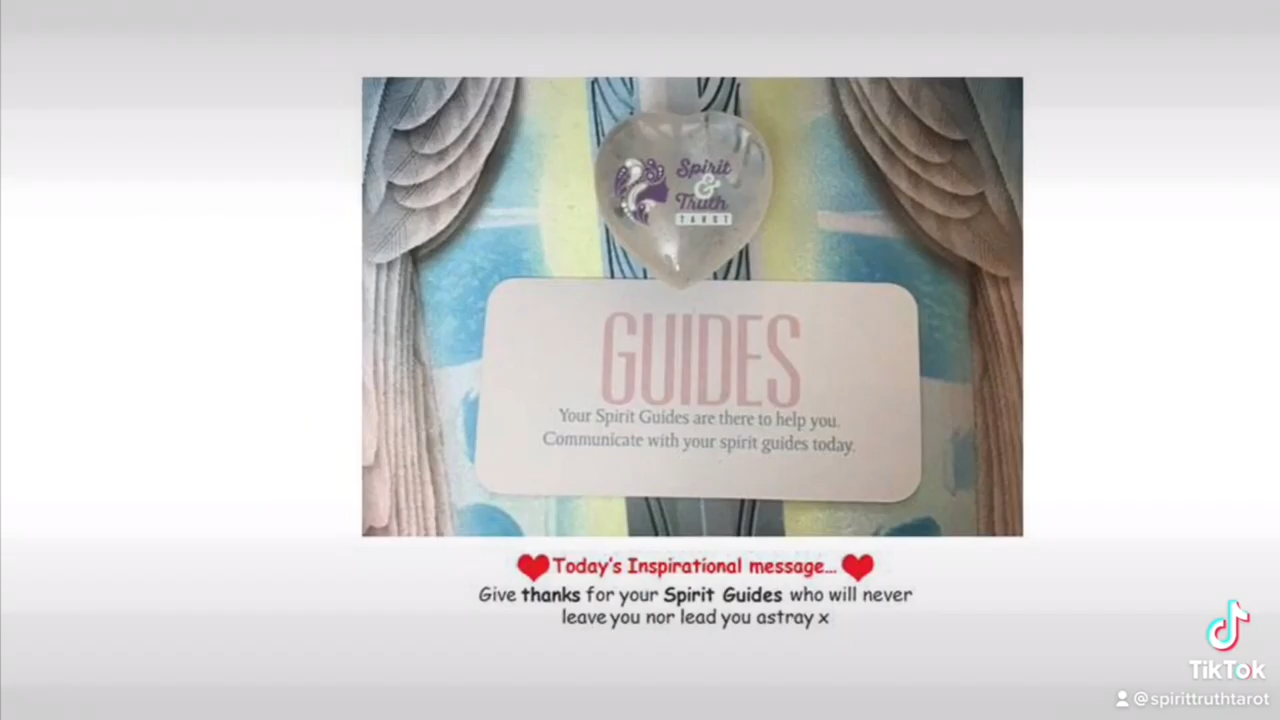 Spirit
&
Truth
TAROT
GUIDES
Your Spirit Guides are there to help you.
Communicate with your spirit guides today.
Today's Inspirational message...
Give thanks for your Spirit Guides who will never
leave you nor lead you astray x
TikTok
@spirittruthtarot